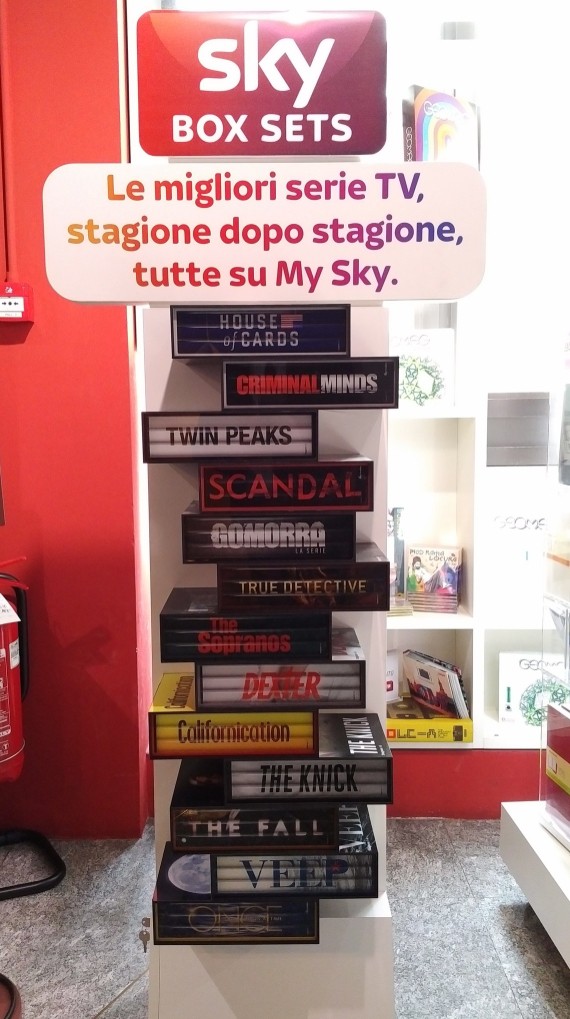 sky
BOX SETS
Le migliori serie TV,
stagione dopo stagione,
tutte su My Sky.
HOUSE
of CARDS
CRIMINAL MINDS
TWIN PEAKS
SCANDAL
GOMORRA
LA SERIE
TRUE DETECTIVE
The
Sopranos
DEXTER
Californication
Californication
THE KNICK
THE KNICK
THE FALL
VEEP
VEEP
ONCE